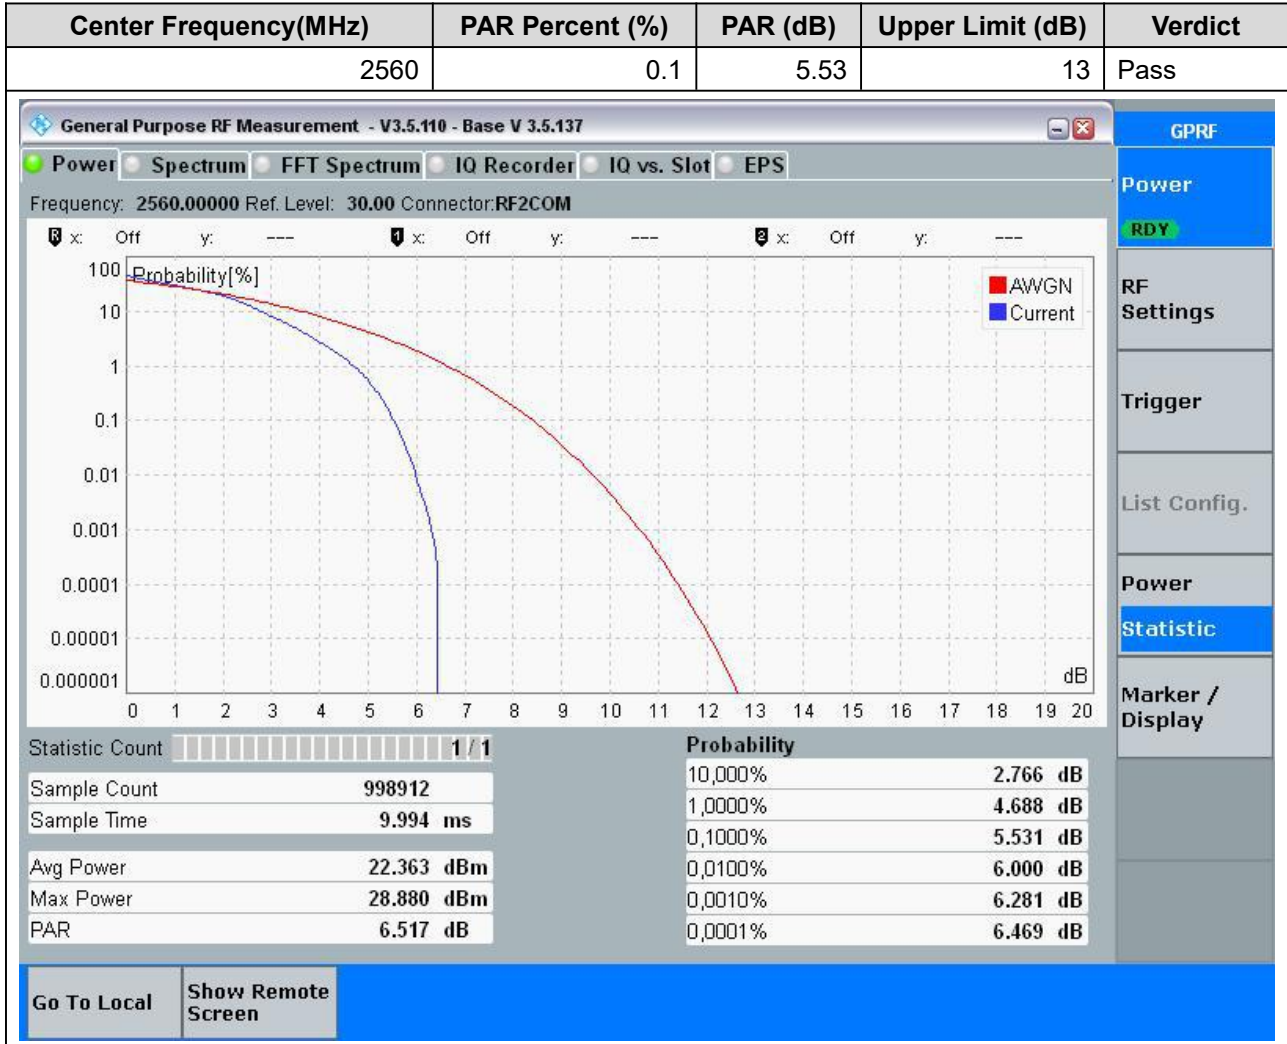 Center Frequency(MHz) PAR Percent (%) PAR (dB) Upper Limit (dB) Verdict
2560 0.1 5.53 13 Pass
General Purpose RF Measurement - V3.5.110 - Base V 3.5.137
GPRF
Power Spectrum FFT Spectrum IQ Recorder IQ vs. Slot EPS
Frequency: 2560.00000 Ref. Level: 30.00 Connector:RF2COM
R x: Off y: --- 1 x: Off y: --- 2 x: Off y: ---
Probability[%]
100
10
1
0.1
0.01
0.001
0.0001
0.00001
0.000001
AWGN
Current
dB
0 1 2 3 4 5 6 7 8 9 10 11 12 13 14 15 16 17 18 19 20
Statistic Count 1 / 1
Sample Count 998912
Sample Time 9.994 ms
Avg Power 22.363 dBm
Max Power 28.880 dBm
PAR 6.517 dB
Probability
10,000% 2.766 dB
1,0000% 4.688 dB
0,1000% 5.531 dB
0,0100% 6.000 dB
0,0010% 6.281 dB
0,0001% 6.469 dB
Power
RDY
RF
Settings
Trigger
List Config.
Power
Statistic
Marker /
Display
Go To Local
Show Remote
Screen